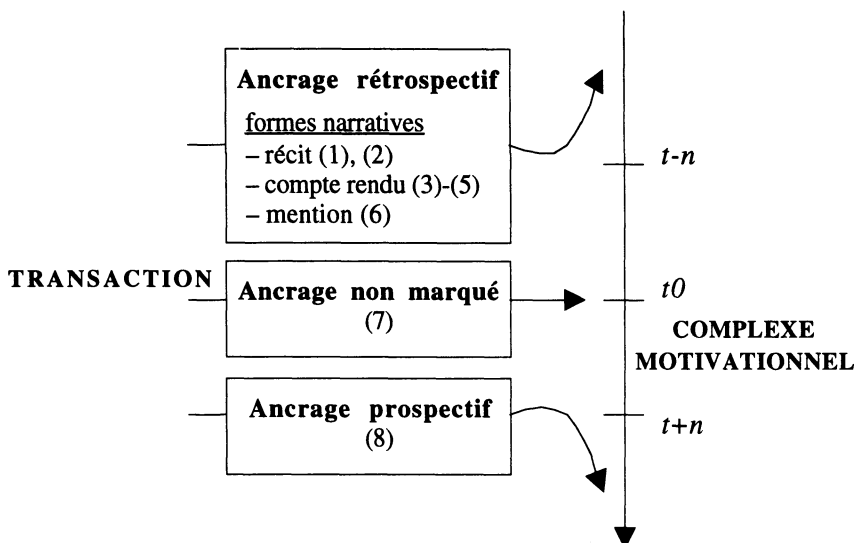 Ancrage rétrospectif
formes narratives
– récit (1), (2)
– compte rendu (3)-(5)
– mention (6)
t-n
TRANSACTION
Ancrage non marqué
(7)
t0
COMPLEXE
MOTIVATIONNEL
Ancrage prospectif
(8)
t+n